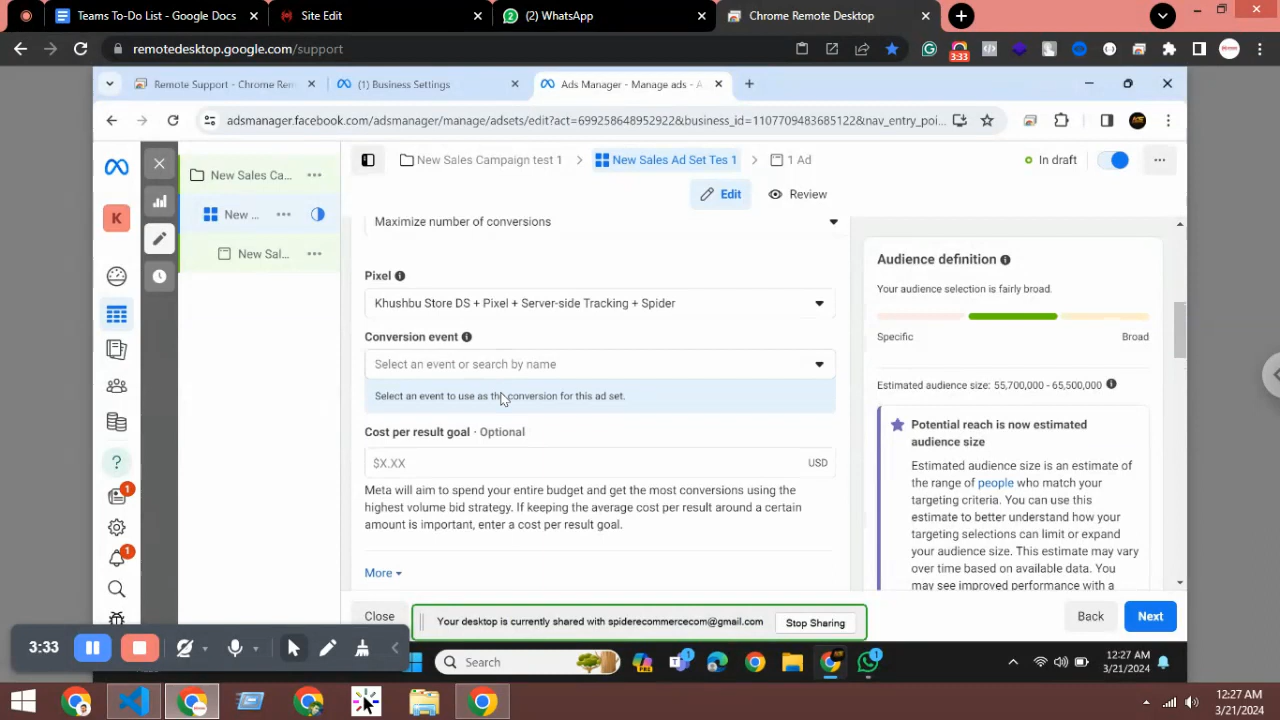 Teams To-Do List - Google Docs
Site Edit
(2) WhatsApp
Chrome Remote Desktop
remotedesktop.google.com/support
3:33
Remote Support - Chrome Rem
(1) Business Settings
Ads Manager - Manage ads - A
adsmanager.facebook.com/adsmanager/manage/adsets/edit?act=699258648952922&business_id=1107709483685122&nav_entry_poi...
New Sales Ca...
New Sales Campaign test 1
New Sales Ad Set Tes 1
1 Ad
In draft
Edit
Review
K
New ...
New Sal...
Maximize number of conversions
Pixel
Khushbu Store DS + Pixel + Server-side Tracking + Spider
Conversion event
Select an event or search by name
Select an event to use as the conversion for this ad set.
Cost per result goal · Optional
$X.XX
USD
Meta will aim to spend your entire budget and get the most conversions using the
highest volume bid strategy. If keeping the average cost per result around a certain
amount is important, enter a cost per result goal.
More
Audience definition
Your audience selection is fairly broad.
Specific
Broad
Estimated audience size: 55,700,000 - 65,500,000
Potential reach is now estimated
audience size
Estimated audience size is an estimate of
the range of people who match your
targeting criteria. You can use this
estimate to better understand how your
targeting selections can limit or expand
your audience size. This estimate may vary
over time based on available data. You
may see improved performance with a
1
1
Close
Your desktop is currently shared with spiderecommercecom@gmail.com
Stop Sharing
Back
Next
3:33
Search
1
1
12:27 AM
3/21/2024
12:27 AM
3/21/2024